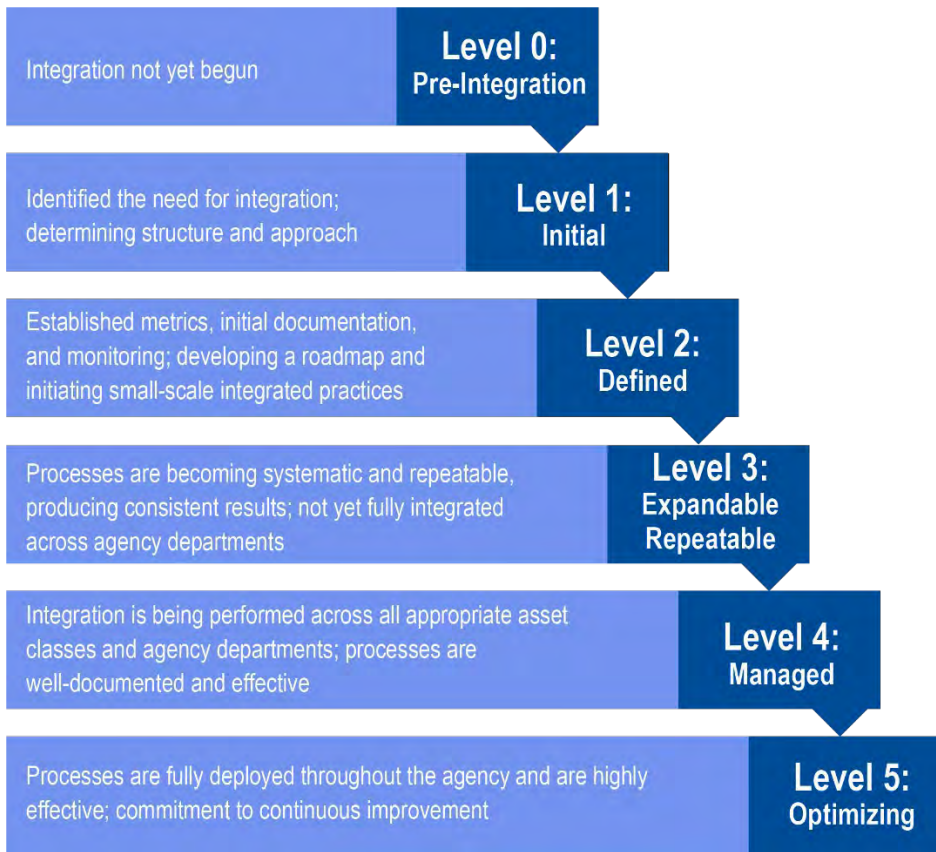 Integration not yet begun
Level 0:
Pre-Integration
Identified the need for integration;
determining structure and approach
Level 1:
Initial
Established metrics, initial documentation,
and monitoring; developing a roadmap and
initiating small-scale integrated practices
Level 2:
Defined
Processes are becoming systematic and repeatable,
producing consistent results; not yet fully integrated
across agency departments
Level 3:
Expandable
Repeatable
Integration is being performed across all appropriate asset
classes and agency departments; processes are
well-documented and effective
Level 4:
Managed
Processes are fully deployed throughout the agency and are highly
effective; commitment to continuous improvement
Level 5:
Optimizing